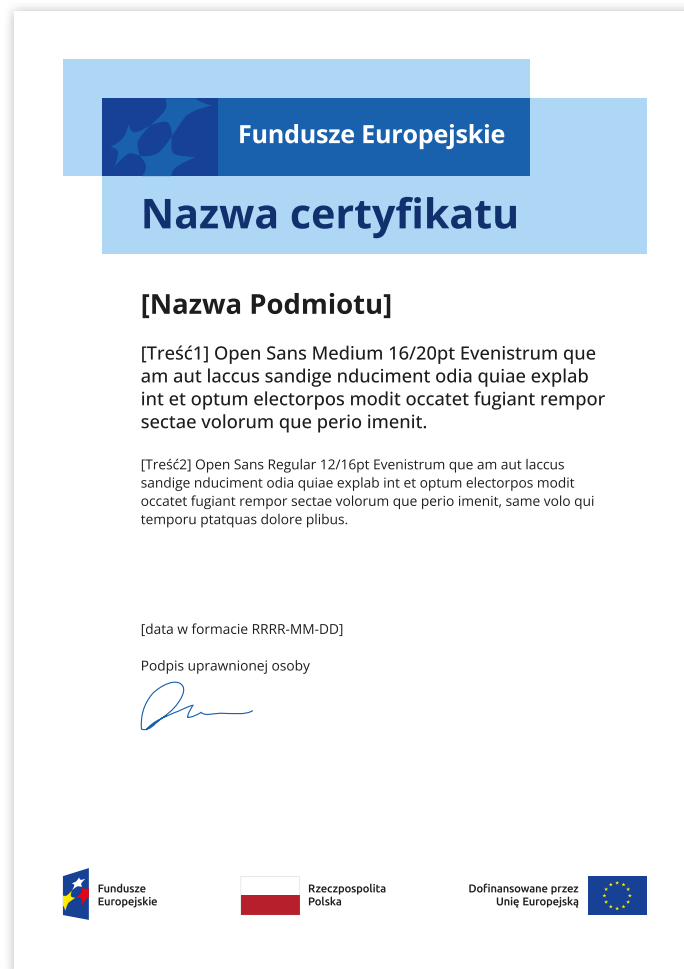 Fundusze Europejskie
Nazwa certyfikatu
[Nazwa Podmiotu]
[Treść1] Open Sans Medium 16/20pt Evenistrum que
am aut laccus sandige nduciment odia quiae explab
int et optum electorpos modit occatet fugiant rempor
sectae volorum que perio imenit.
[Treść2] Open Sans Regular 12/16pt Evenistrum que am aut laccus
sandige nduciment odia quiae explab int et optum electorpos modit
occatet fugiant rempor sectae volorum que perio imenit, same volo qui
temporu ptatquas dolore plibus.
[data w formacie RRRR-MM-DD]
Podpis uprawnionej osoby
Fundusze
Europejskie
Rzeczpospolita
Polska
Dofinansowane przez
Unię Europejską